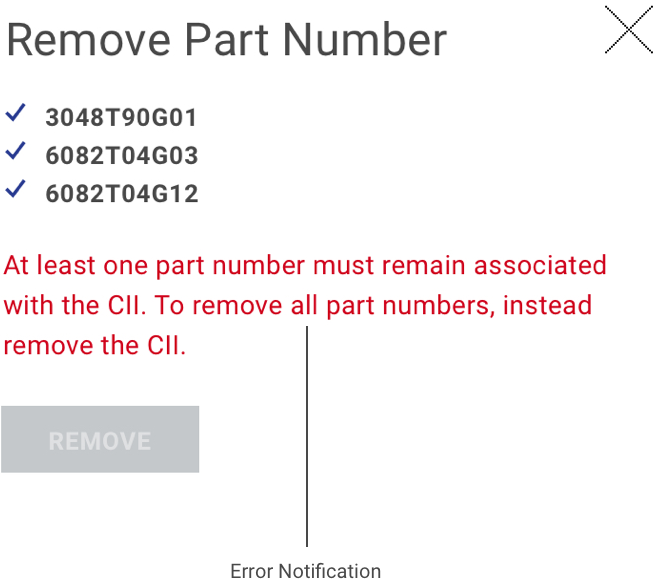 Remove Part Number
3048T90G01
6082T04G03
6082T04G12
At least one part number must remain associated
with the CII. To remove all part numbers, instead
remove the CII.
REMOVE
Error Notification